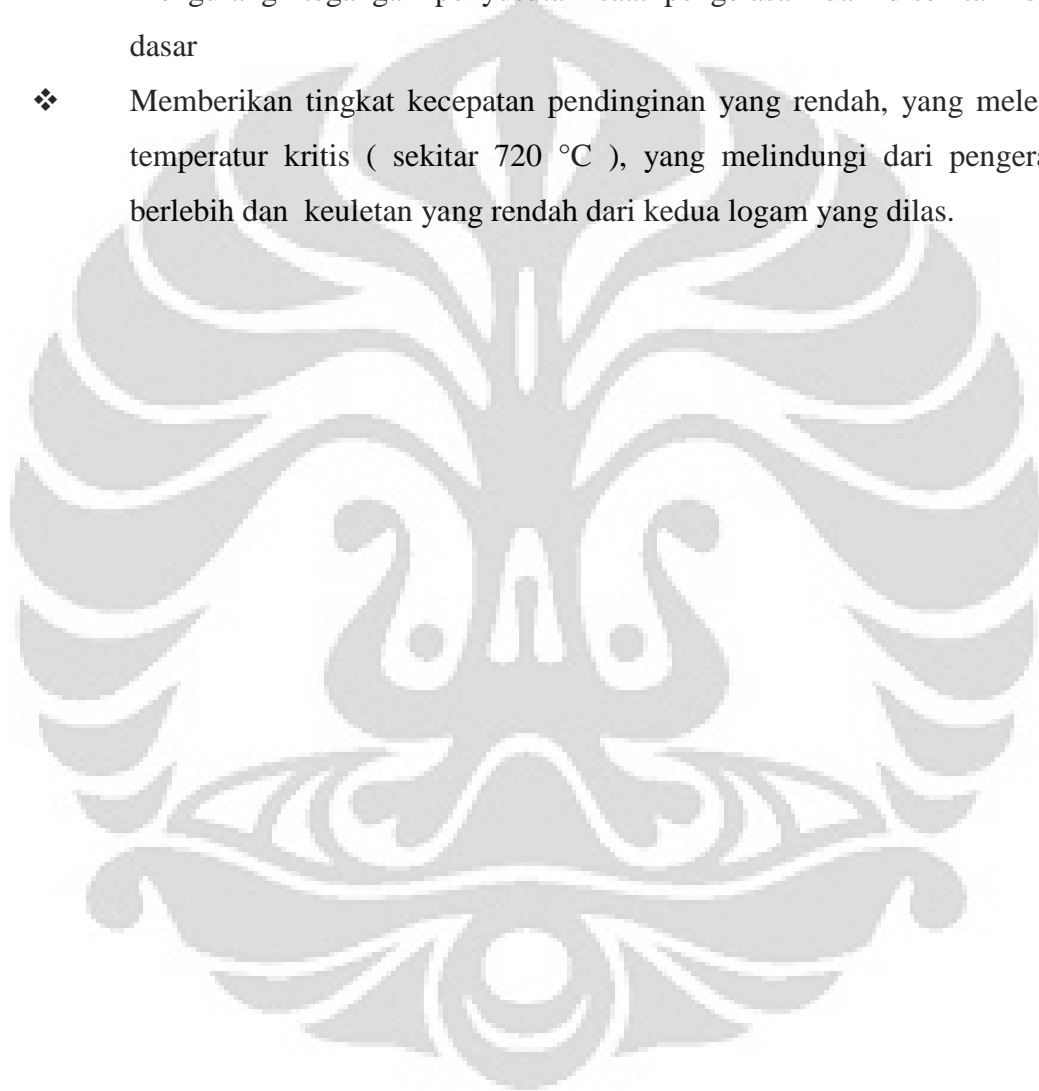 dasar
❖ Memberikan tingkat kecepatan pendinginan yang rendah, yang mele
temperatur kritis ( sekitar 720 °C ), yang melindungi dari pengera
berlebih dan keuletan yang rendah dari kedua logam yang dilas.